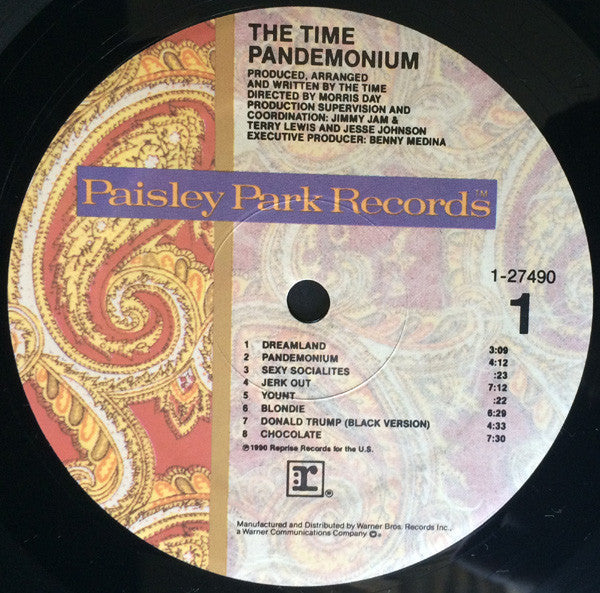 THE TIME
PANDEMONIUM
PRODUCED, ARRANGED
AND WRITTEN BY THE TIME
DIRECTED BY MORRIS DAY
PRODUCTION SUPERVISION AND
COORDINATION: JIMMY JAM &
TERRY LEWIS AND JESSE JOHNSON
EXECUTIVE PRODUCER: BENNY MEDINA
Paisley Park Records™
1-27490
1
1 DREAMLAND 3:09
2 PANDEMONIUM 4:12
3 SEXY SOCIALITES :23
4 JERK OUT 7:12
5 YOUNT :22
6 BLONDIE 6:29
7 DONALD TRUMP (BLACK VERSION) 4:33
8 CHOCOLATE 7:30
℗1990 Reprise Records for the U.S.
r®
Manufactured and Distributed by Warner Bros. Records Inc.,
a Warner Communications Company ®